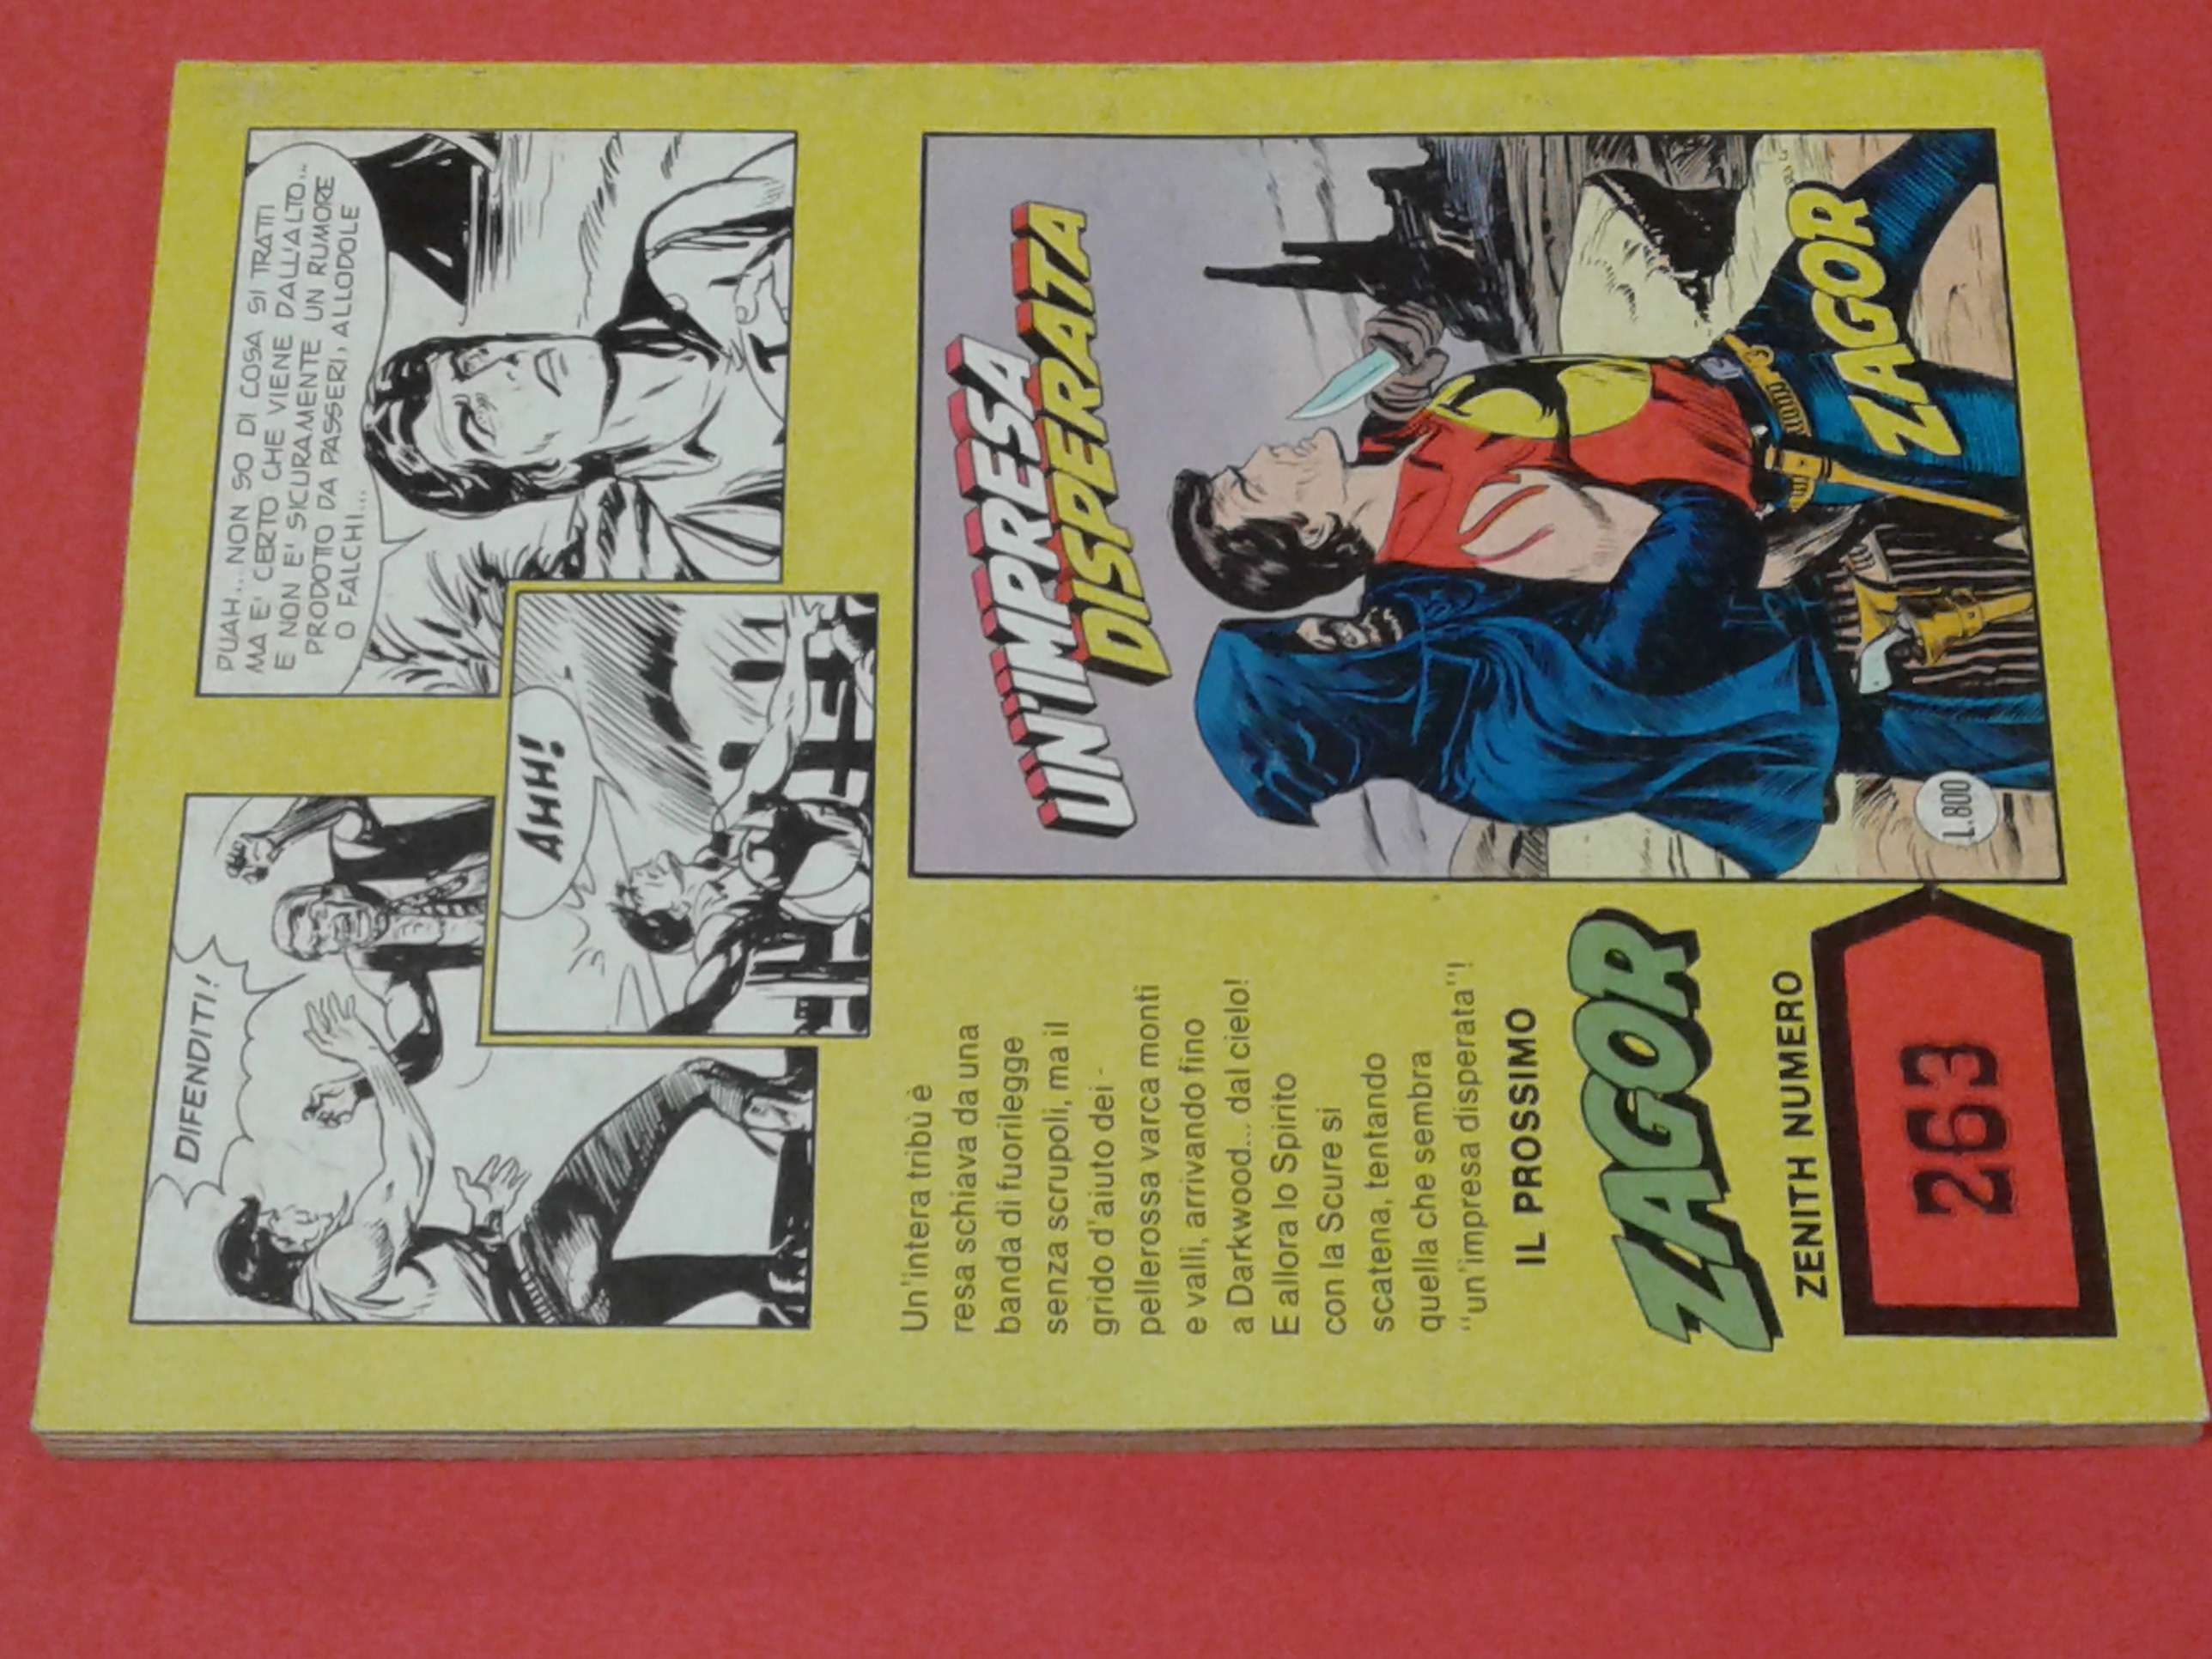 DIFENDITI!
PUAH... NON SO DI COSA SI TRATTI
MA E' CERTO CHE VIENE DALL'ALTO...
E NON E' SICURAMENTE UN RUMORE
PRODOTTO DA PASSERI, ALLODOLE
O FALCHI...
AHH!
Un'intera tribù è
resa schiava da una
banda di fuorilegge
senza scrupoli, ma il
grido d'aiuto dei
pellerossa varca monti
e valli, arrivando fino
a Darkwood... dal cielo!
E allora lo Spirito
con la Scure si
scatena, tentando
quella che sembra
"un'impresa disperata"!
IL PROSSIMO
ZAGOR
ZENITH NUMERO
263
UN'IMPRESA
DISPERATA
ZAGOR
L.800